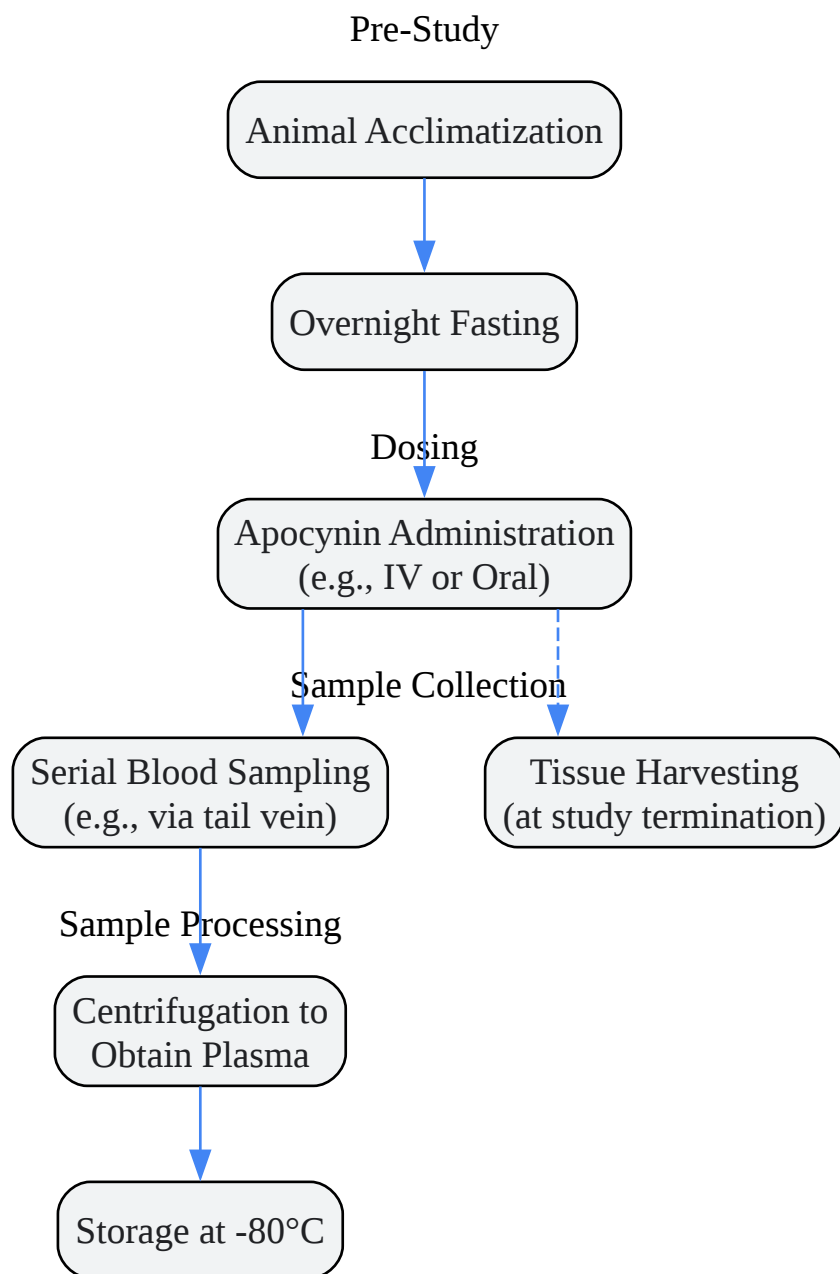 Pre-Study
Animal Acclimatization
Overnight Fasting
Dosing
Apocynin Administration
(e.g., IV or Oral)
Sample Collection
Serial Blood Sampling
(e.g., via tail vein)
Tissue Harvesting
(at study termination)
Sample Processing
Centrifugation to
Obtain Plasma
Storage at -80°C